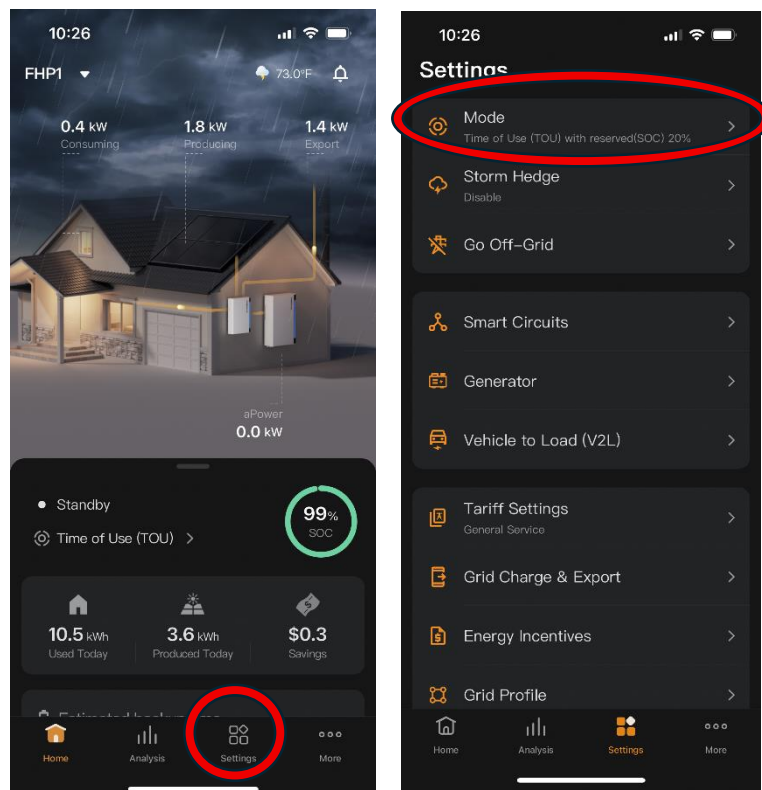 10:26
FHP1
73.0°F
0.4 kW
Consuming
1.8 kW
Producing
1.4 kW
Export
aPower
0.0 kW
Standby
Time of Use (TOU)
99%
SOC
10.5 kWh
Used Today
3.6 kWh
Produced Today
$0.3
Savings
Home
Analysis
Settings
More
10:26
Settings
Mode
Time of Use (TOU) with reserved(SOC) 20%
Storm Hedge
Disable
Go Off-Grid
Smart Circuits
Generator
Vehicle to Load (V2L)
Tariff Settings
General Service
Grid Charge & Export
Energy Incentives
Grid Profile
Home
Analysis
Settings
More